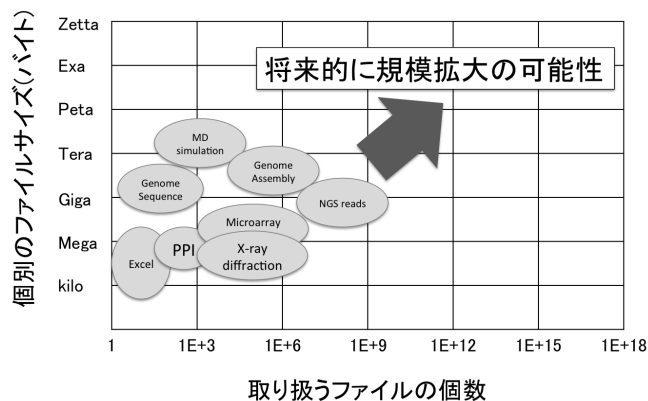 個別のファイルサイズ(バイト)
Zetta
Exa
Peta
Tera
Giga
Mega
kilo
将来的に規模拡大の可能性
MD
simulation
Genome
Assembly
Genome
Sequence
NGS reads
Microarray
PPI
X-ray
diffraction
Excel
1
1E+3
1E+6
1E+9
1E+12
1E+15
1E+18
取り扱うファイルの個数